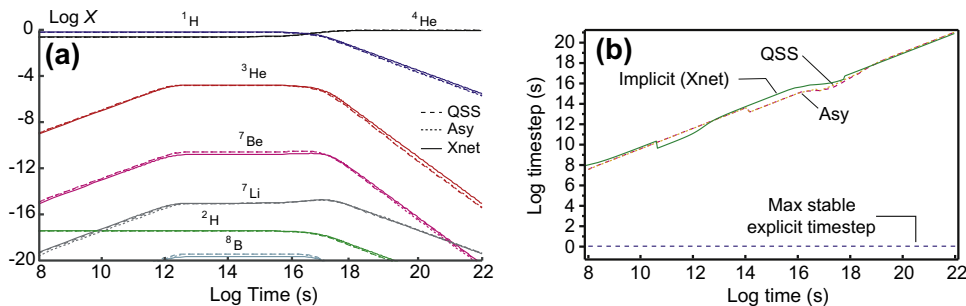 Log X
(a)
¹H
⁴He
³He
⁷Be
⁷Li
²H
⁸B
QSS
Asy
Xnet
0
-4
-8
-12
-16
-20
8 10 12 14 16 18 20 22
Log Time (s)
(b)
QSS
Implicit (Xnet)
Asy
Max stable
explicit timestep
Log timestep (s)
20
18
16
14
12
10
8
6
4
2
0
8 10 12 14 16 18 20 22
Log time (s)